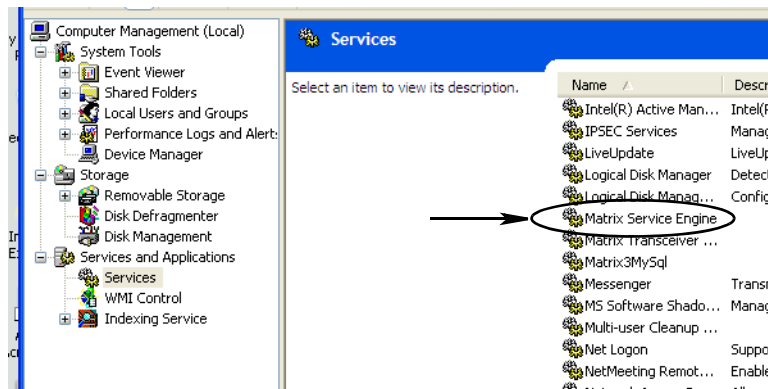 Computer Management (Local)
System Tools
Event Viewer
Shared Folders
Local Users and Groups
Performance Logs and Alert
Device Manager
Storage
Removable Storage
Disk Defragmenter
Disk Management
Services and Applications
Services
WMI Control
Indexing Service
Services
Select an item to view its description.
Name Descr
Intel(R) Active Man... Intel(
IPSEC Services Manag
LiveUpdate LiveU
Logical Disk Manager Detect
Logical Disk Manag... Config
Matrix Service Engine
Matrix Transceiver ...
Matrix3MySql
Messenger Transm
MS Software Shado... Manag
Multi-user Cleanup ...
Net Logon Suppo
NetMeeting Remot... Enable